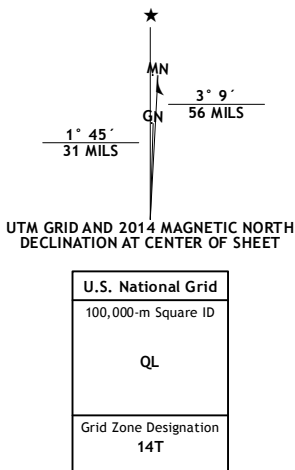 ★
MN
3° 9´
56 MILS
GN
1° 45´
31 MILS
UTM GRID AND 2014 MAGNETIC NORTH
DECLINATION AT CENTER OF SHEET
U.S. National Grid
100,000-m Square ID
QL
Grid Zone Designation
14T